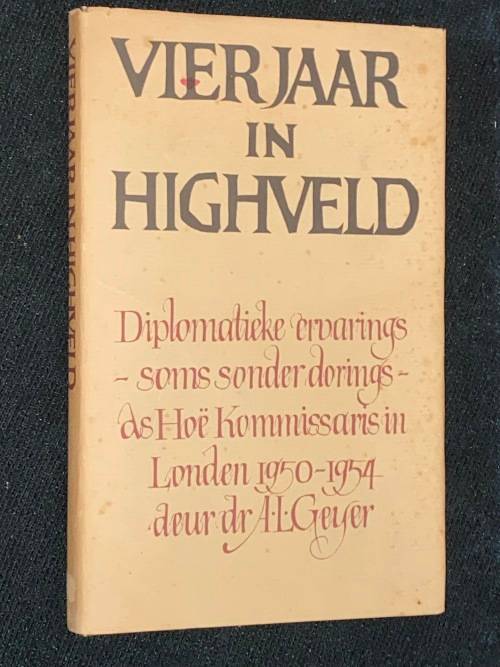 VIER JAAR
IN
HIGHVELD
Diplomatieke ervarings
- soms sonder dorings -
as Hoë Kommissaris in
Londen 1950-1954
deur dr A.L.Geyer
VIER JAAR IN HIGHVELD